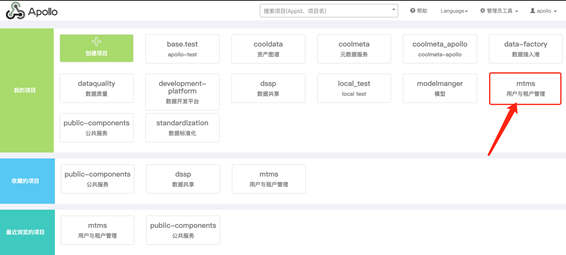 Apollo
搜索项目(AppId、项目名)
帮助
Language
管理员工具
apollo
我的项目
创建项目
base.test
apollo-test
cooldata
资产图谱
coolmeta
元数据服务
coolmeta_apollo
coolmeta-apollo
data-factory
数据接入港
dataquality
数据质量
development-
platform
数据开发平台
dssp
数据共享
local_test
local test
modelmanger
模型
mtms
用户与租户管理
public-components
公共服务
standardization
数据标准化
收藏的项目
public-components
公共服务
dssp
数据共享
mtms
用户与租户管理
最近浏览的项目
mtms
用户与租户管理
public-components
公共服务